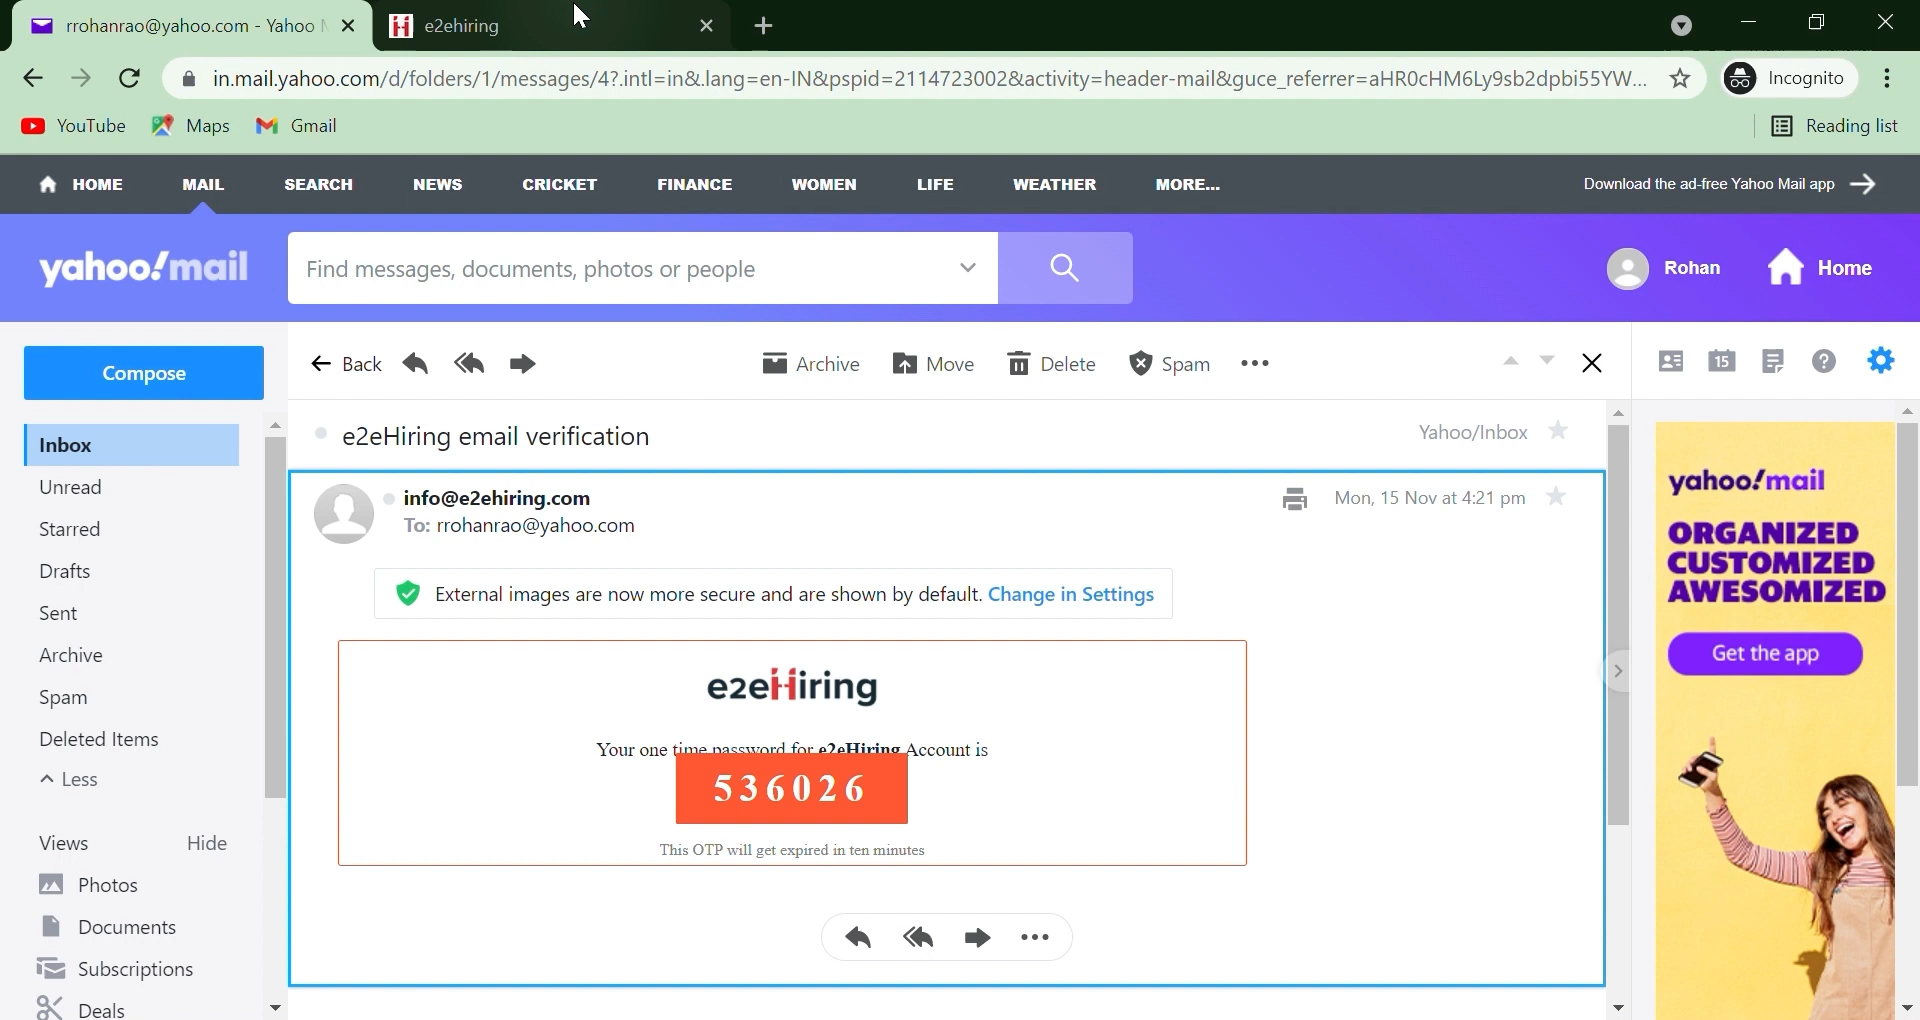 rrohanrao@yahoo.com - Yahoo
e2ehiring
in.mail.yahoo.com/d/folders/1/messages/4?.intl=in&.lang=en-IN&pspid=2114723002&activity=header-mail&guce_referrer=aHR0cHM6Ly9sb2dpbi55YW...
Incognito
YouTube
Maps
Gmail
Reading list
HOME MAIL SEARCH NEWS CRICKET FINANCE WOMEN LIFE WEATHER MORE...
Download the ad-free Yahoo Mail app
yahoo!mail
Find messages, documents, photos or people
Rohan
Home
Compose
Back
Archive
Move
Delete
Spam
15
Inbox
Unread
Starred
Drafts
Sent
Archive
Spam
Deleted Items
Less
Views Hide
Photos
Documents
Subscriptions
Deals
e2eHiring email verification
Yahoo/Inbox
info@e2ehiring.com
To: rrohanrao@yahoo.com
Mon, 15 Nov at 4:21 pm
External images are now more secure and are shown by default. Change in Settings
e2eHiring
Your one time password for e2eHiring Account is
536026
This OTP will get expired in ten minutes
yahoo!mail
ORGANIZED
CUSTOMIZED
AWESOMIZED
Get the app